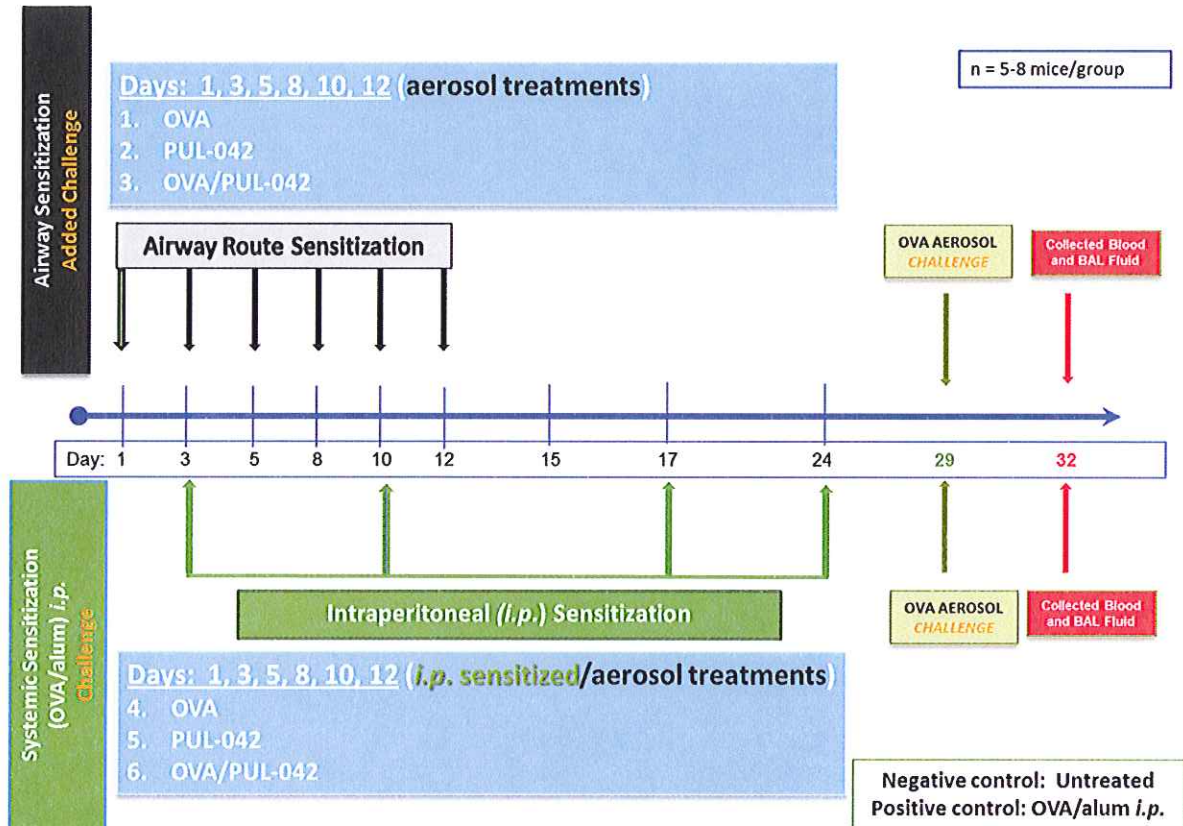 Airway Sensitization
Added Challenge
Days: 1, 3, 5, 8, 10, 12 (aerosol treatments)
1. OVA
2. PUL-042
3. OVA/PUL-042
n = 5-8 mice/group
Airway Route Sensitization
OVA AEROSOL
CHALLENGE
Collected Blood
and BAL Fluid
Day: 1 3 5 8 10 12 15 17 24 29 32
Systemic Sensitization
(OVA/alum) i.p.
Challenge
Intraperitoneal (i.p.) Sensitization
OVA AEROSOL
CHALLENGE
Collected Blood
and BAL Fluid
Days: 1, 3, 5, 8, 10, 12 (i.p. sensitized/aerosol treatments)
4. OVA
5. PUL-042
6. OVA/PUL-042
Negative control: Untreated
Positive control: OVA/alum i.p.